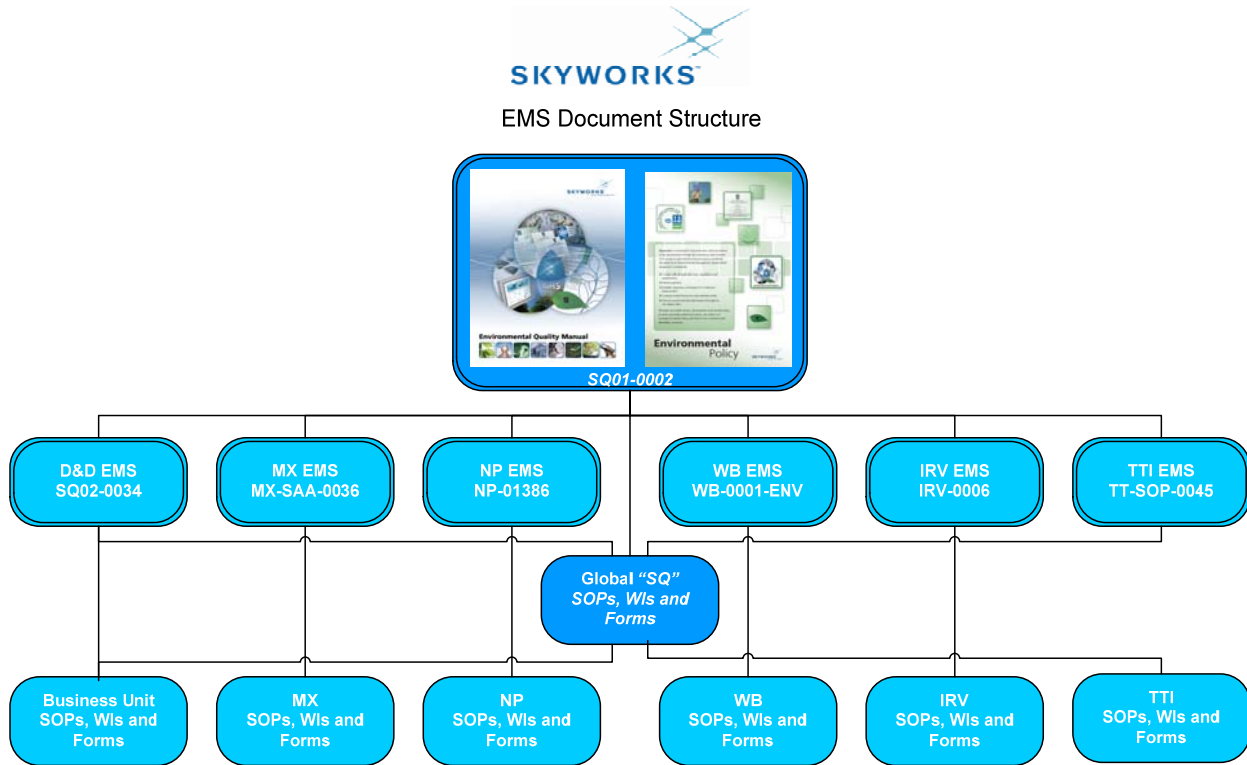 SKYWORKS™
EMS Document Structure
SKYWORKS
Environmental Quality Manual
Environmental
Policy
SQ01-0002
D&D EMS
SQ02-0034
MX EMS
MX-SAA-0036
NP EMS
NP-01386
WB EMS
WB-0001-ENV
IRV EMS
IRV-0006
TTI EMS
TT-SOP-0045
Global “SQ”
SOPs, WIs and
Forms
Business Unit
SOPs, WIs and
Forms
MX
SOPs, WIs and
Forms
NP
SOPs, WIs and
Forms
WB
SOPs, WIs and
Forms
IRV
SOPs, WIs and
Forms
TTI
SOPs, WIs and
Forms